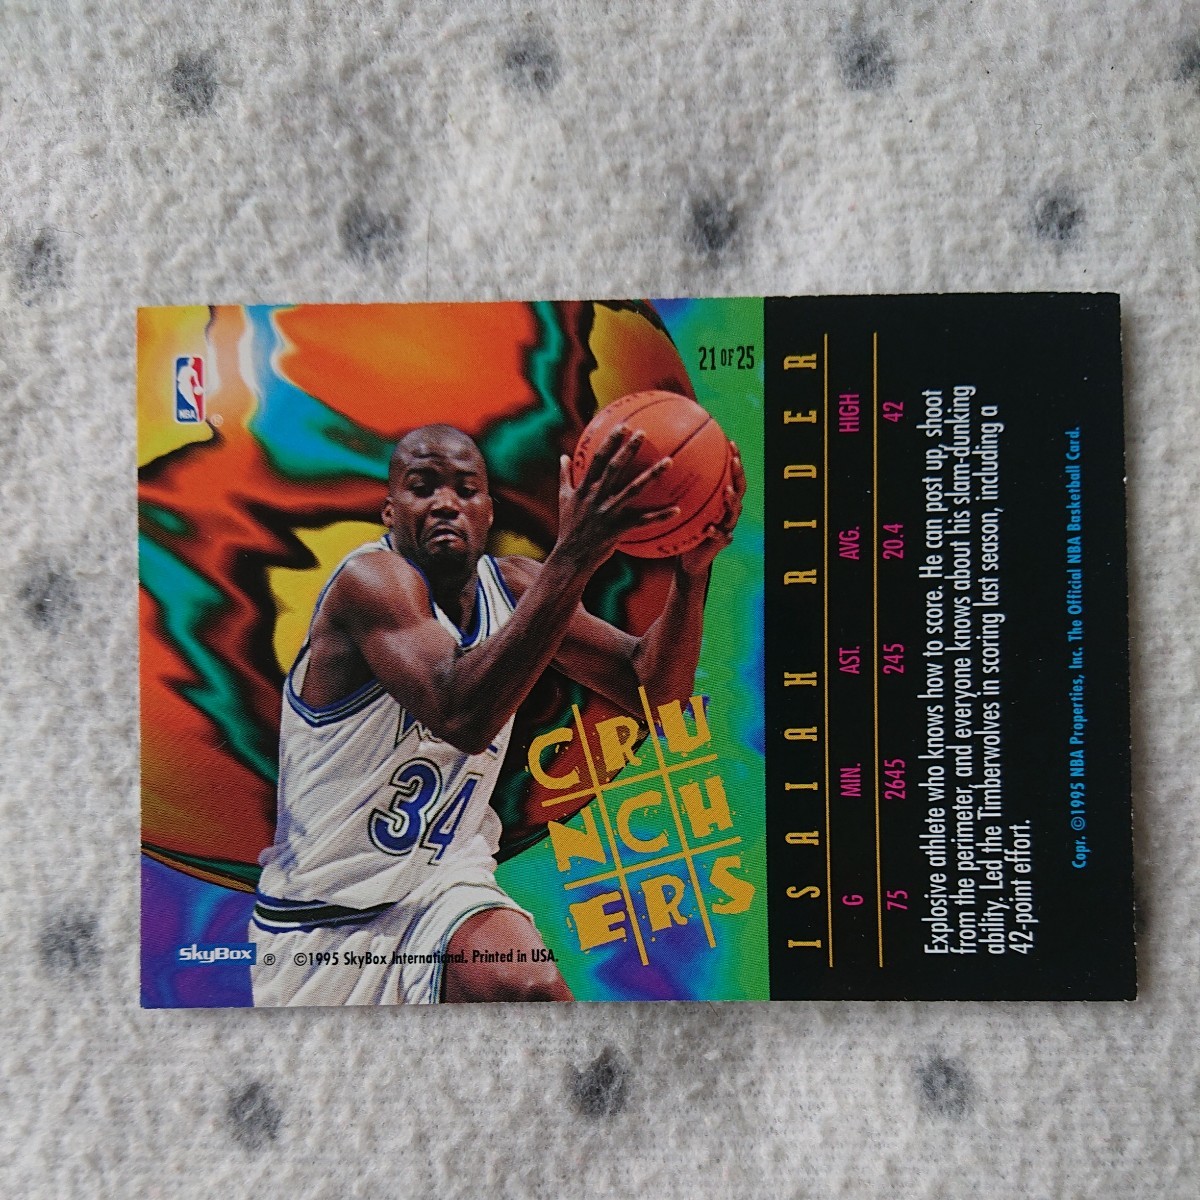 NBA
®
21 OF 25
34
CRU
NCH
ERS
SkyBox ® ©1995 SkyBox International. Printed in USA.
ISAIAH RIDER
G MIN. AST. AVG. HIGH
75 2645 245 20.4 42
Explosive athlete who knows how to score. He can post up, shoot
from the perimeter, and everyone knows about his slam-dunking
ability. Led the Timberwolves in scoring last season, including a
42-point effort.
Copr. ©1995 NBA Properties, Inc. The Official NBA Basketball Card.